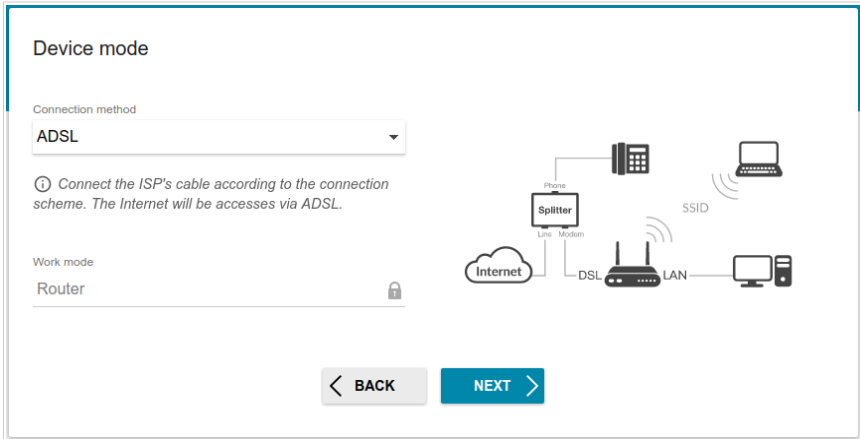 Device mode
Connection method
ADSL
Connect the ISP's cable according to the connection
scheme. The Internet will be accesses via ADSL.
Work mode
Router
Phone
Splitter
Line Modem
SSID
Internet
DSL
LAN
BACK
NEXT